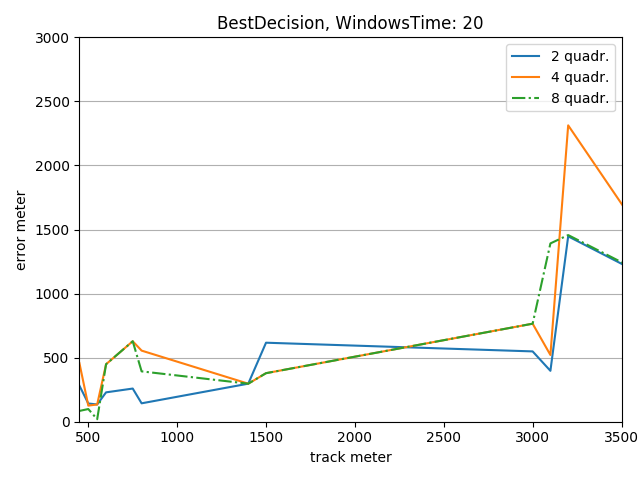 BestDecision, WindowsTime: 20
3000
2500
2000
1500
1000
500
0
error meter
2 quadr.
4 quadr.
8 quadr.
500 1000 1500 2000 2500 3000 3500
track meter